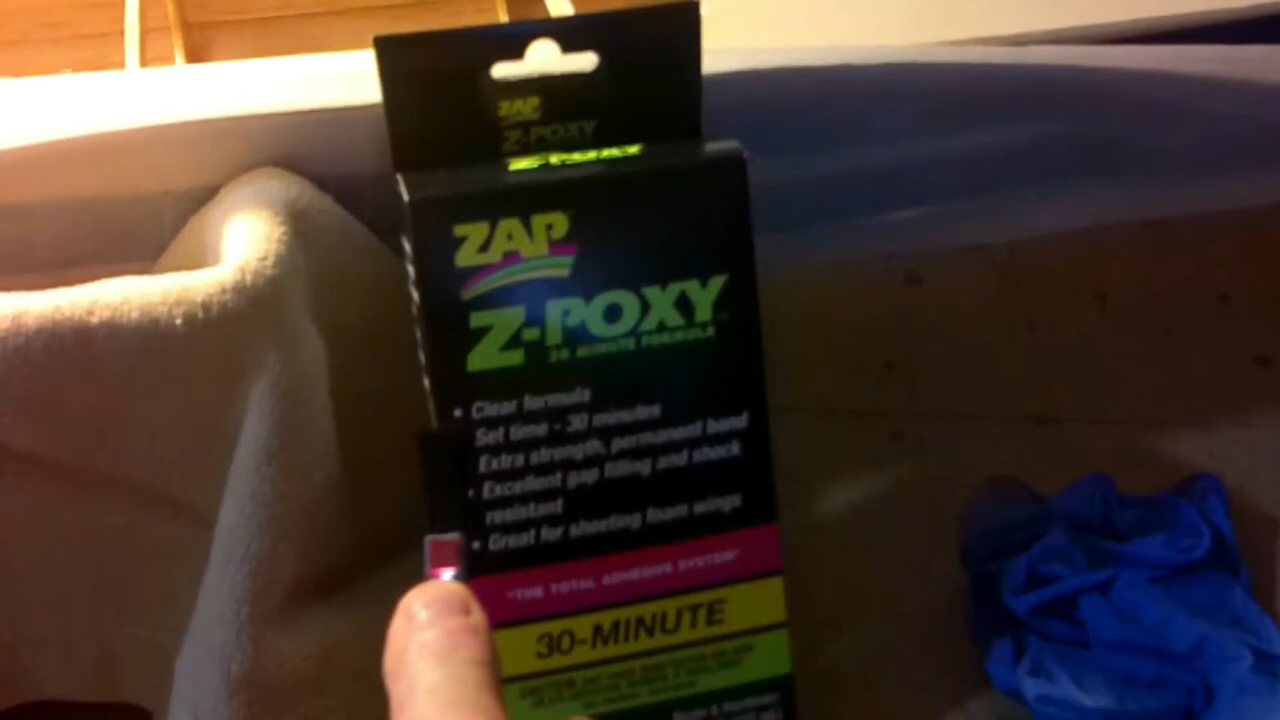 ZAP
Z-POXY
Z-POXY
ZAP
Z-POXY
30 MINUTE FORMULA
• Clear formula
Set time - 30 minutes
Extra strength, permanent bond
• Excellent gap filling and shock
resistant
• Great for sheeting foam wings
"THE TOTAL ADHESIVE SYSTEM"
30-MINUTE